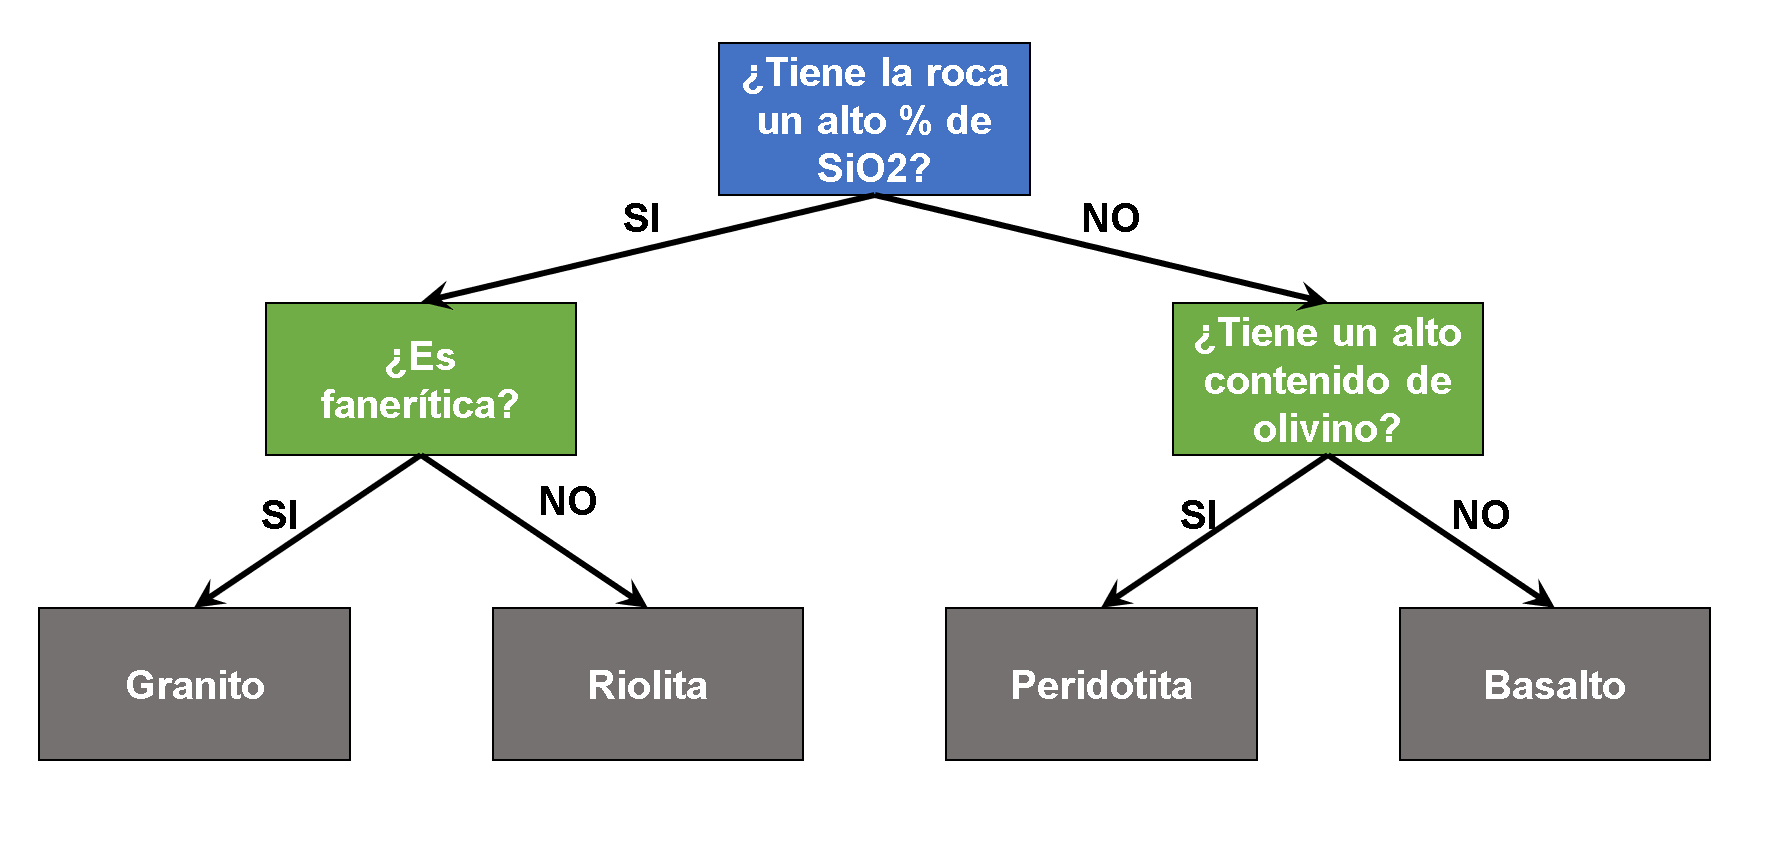 ¿Tiene la roca
un alto % de
SiO2?
SI
NO
¿Es
fanerítica?
¿Tiene un alto
contenido de
olivino?
SI
NO
SI
NO
Granito
Riolita
Peridotita
Basalto